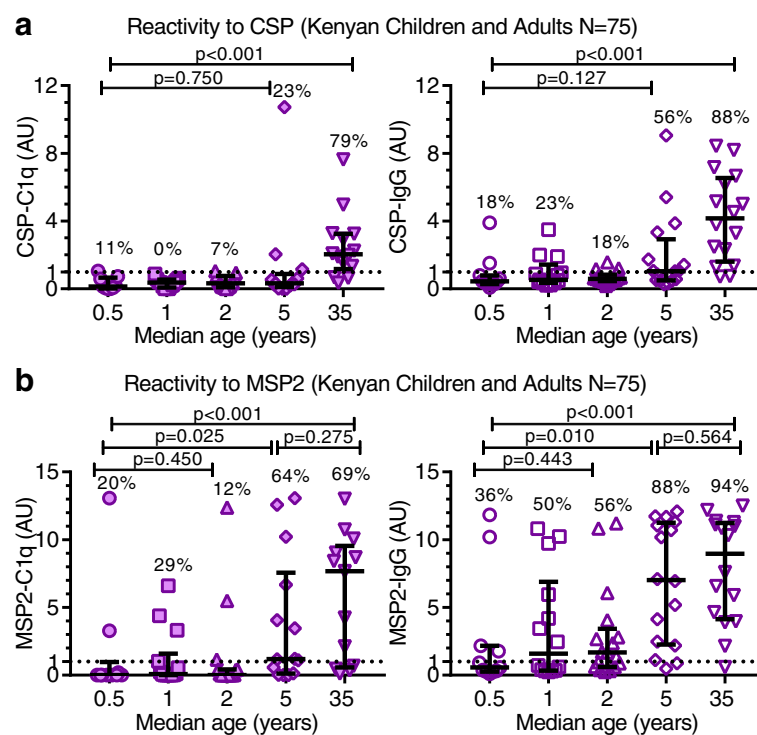 a
Reactivity to CSP (Kenyan Children and Adults N=75)
p<0.001
p=0.750
CSP-C1q (AU)
12
8
4
1
0
11%
0%
7%
23%
79%
0.5
1
2
5
35
Median age (years)
p<0.001
p=0.127
CSP-IgG (AU)
12
8
4
1
0
18%
23%
18%
56%
88%
0.5
1
2
5
35
Median age (years)
b
Reactivity to MSP2 (Kenyan Children and Adults N=75)
p<0.001
p=0.025
p=0.275
p=0.450
MSP2-C1q (AU)
15
10
5
1
0
20%
29%
12%
64%
69%
0.5
1
2
5
35
Median age (years)
p<0.001
p=0.010
p=0.564
p=0.443
MSP2-IgG (AU)
15
10
5
1
0
36%
50%
56%
88%
94%
0.5
1
2
5
35
Median age (years)